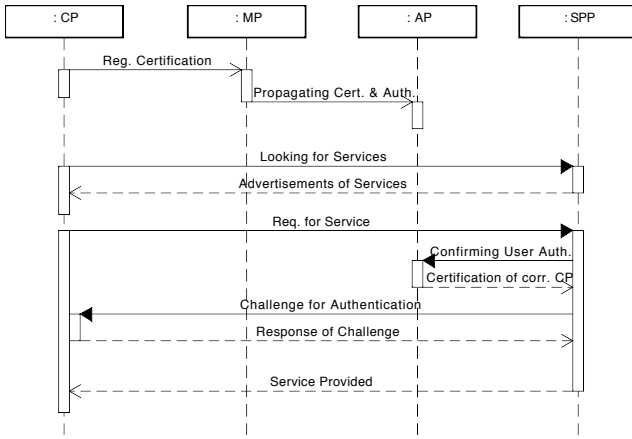 : CP
: MP
: AP
: SPP
Reg. Certification
Propagating Cert. & Auth.
Looking for Services
Advertisements of Services
Req. for Service
Confirming User Auth.
Certification of corr. CP
Challenge for Authentication
Response of Challenge
Service Provided